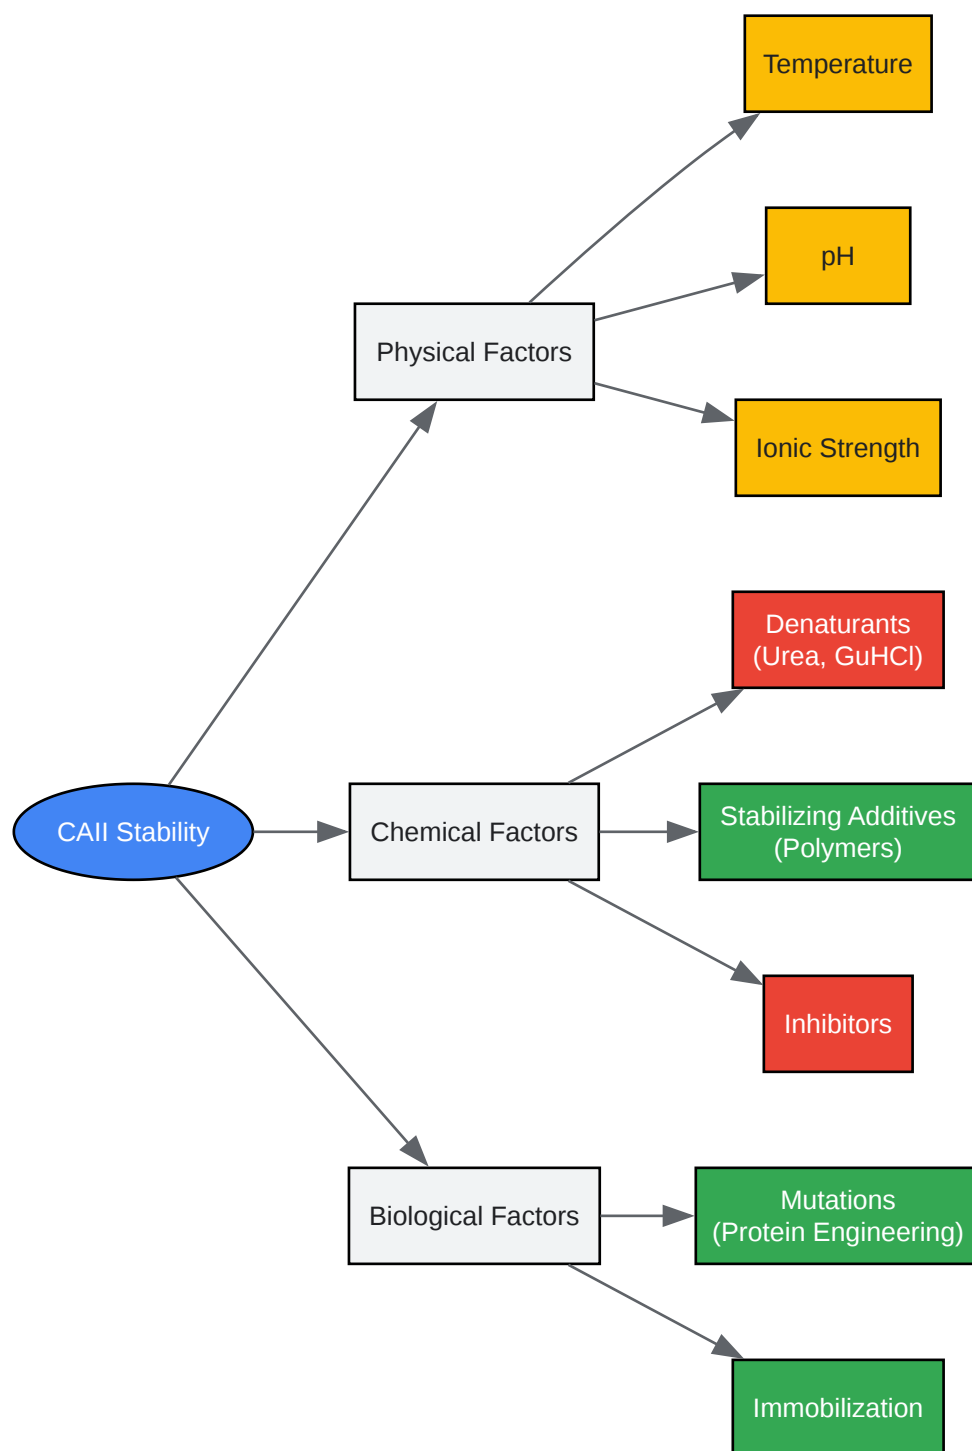 Temperature
pH
Physical Factors
Ionic Strength
Denaturants
(Urea, GuHCl)
CAII Stability
Chemical Factors
Stabilizing Additives
(Polymers)
Inhibitors
Biological Factors
Mutations
(Protein Engineering)
Immobilization